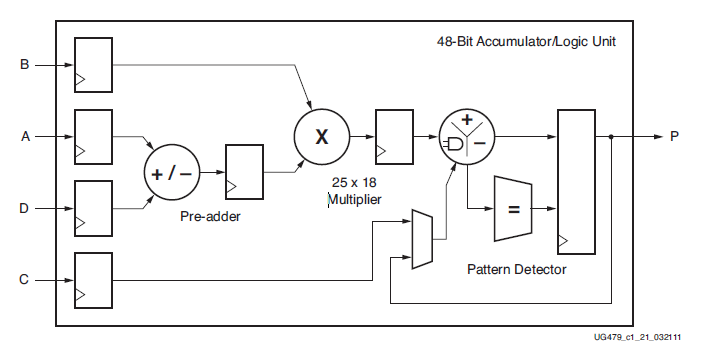 48-Bit Accumulator/Logic Unit
B
A
+ / −
D
Pre-adder
X
25 x 18
Multiplier
+
−
P
=
C
Pattern Detector
UG479_c1_21_032111